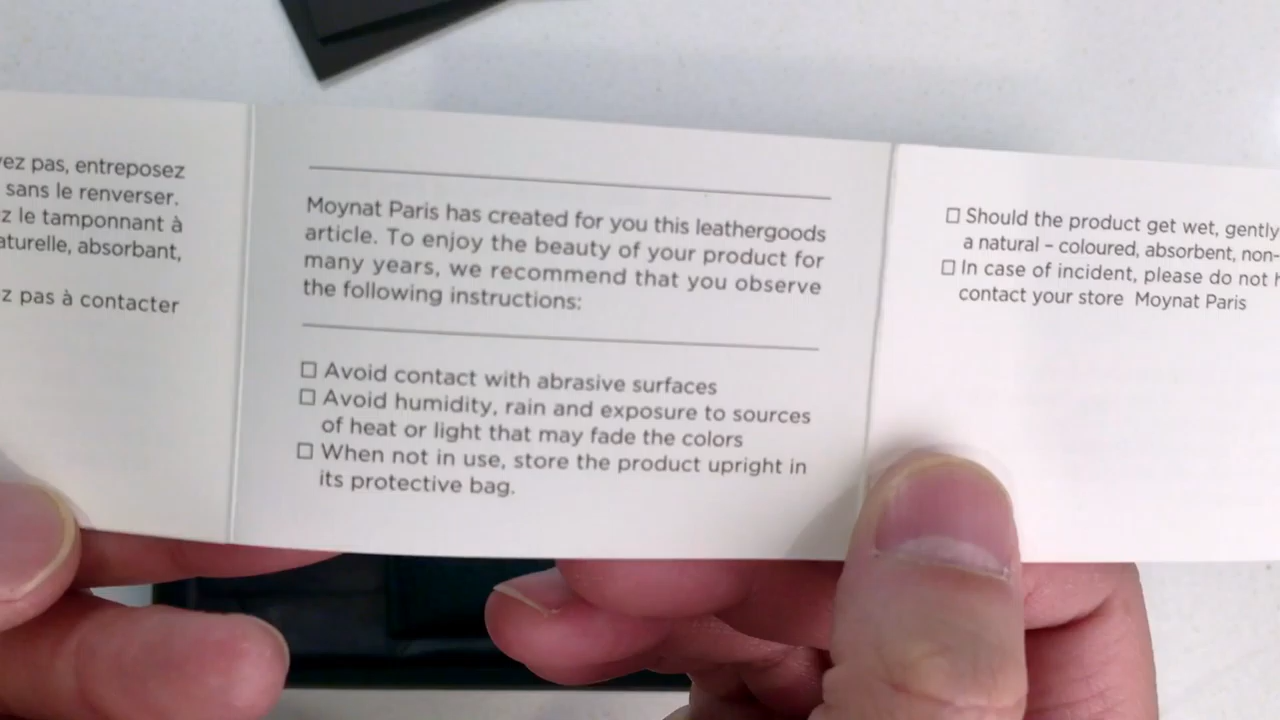 pas, entreposez
sans le renverser.
le tamponnant à
absorbant,
pas à contacter
Moynat Paris has created for you this leathergoods
article. To enjoy the beauty of your product for
many years, we recommend that you observe
the following instructions:
☐ Avoid contact with abrasive surfaces
☐ Avoid humidity, rain and exposure to sources
of heat or light that may fade the colors
☐ When not in use, store the product upright in
its protective bag.
☐ Should the product get wet, gently
a natural – coloured, absorbent, non-
☐ In case of incident, please do not
contact your store Moynat Paris